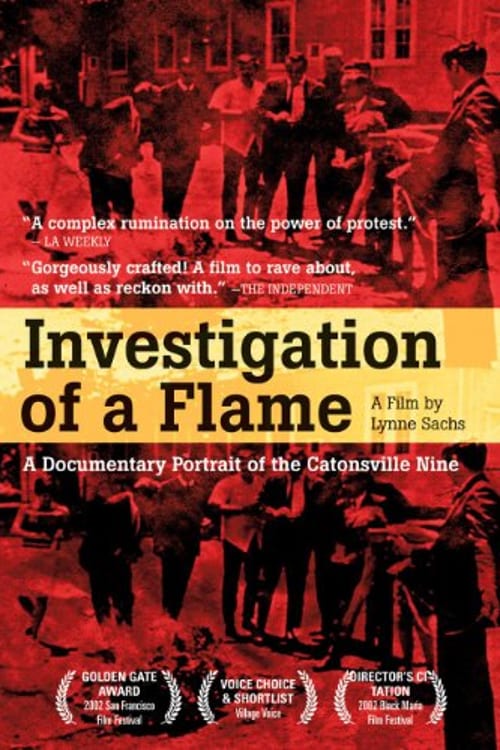 “A complex rumination on the power of protest.”
– LA WEEKLY
“Gorgeously crafted! A film to rave about,
as well as reckon with.” –THE INDEPENDENT
Investigation
of a Flame
A Film by
Lynne Sachs
A Documentary Portrait of the Catonsville Nine
GOLDEN GATE
AWARD
2002 San Francisco
Film Festival
VOICE CHOICE
& SHORTLIST
Village Voice
DIRECTOR'S CI
TATION
2002 Black Maria
Film Festival